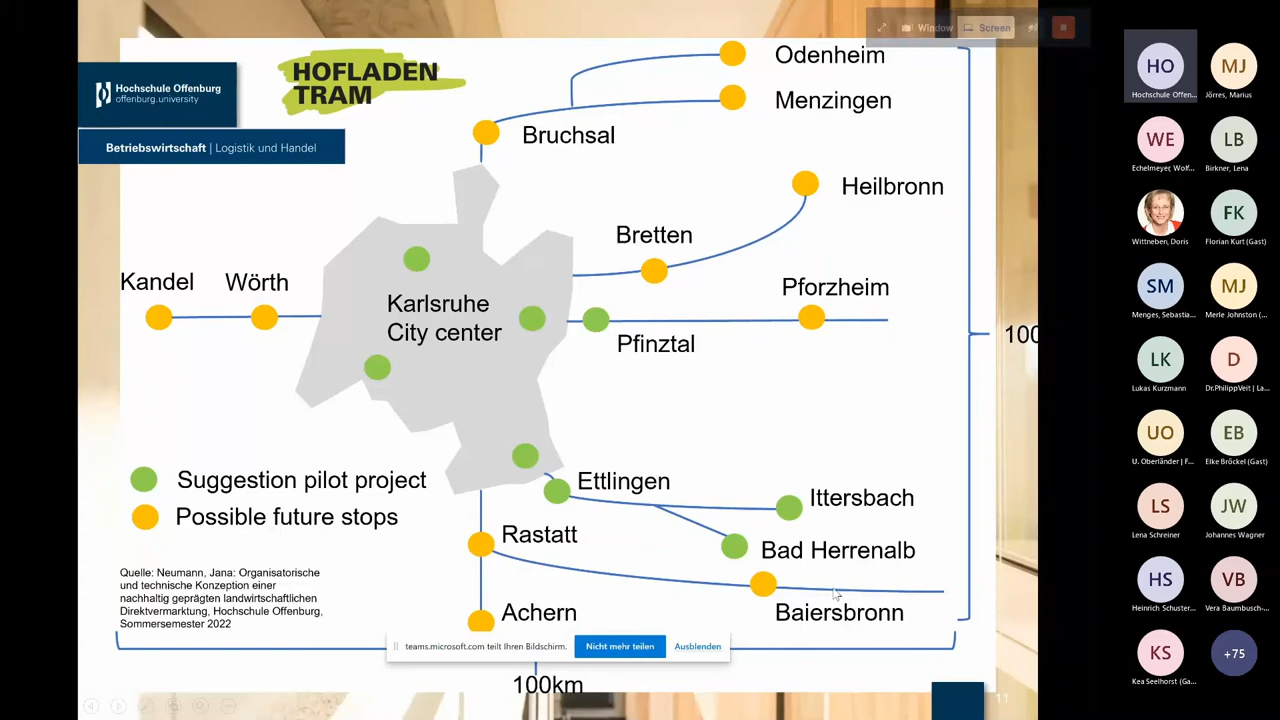 Window
Screen
Hochschule Offenburg
offenburg.university
HOFLADEN
TRAM
Betriebswirtschaft | Logistik und Handel
Odenheim
Menzingen
Bruchsal
Heilbronn
Bretten
Kandel
Wörth
Karlsruhe
City center
Pforzheim
Pfinztal
100
Suggestion pilot project
Possible future stops
Ettlingen
Ittersbach
Rastatt
Bad Herrenalb
Achern
Baiersbronn
Quelle: Neumann, Jana: Organisatorische
und technische Konzeption einer
nachhaltig geprägten landwirtschaftlichen
Direktvermarktung, Hochschule Offenburg,
Sommersemester 2022
teams.microsoft.com teilt Ihren Bildschirm.
Nicht mehr teilen
Ausblenden
100km
11
HO
Hochschule Offen...
MJ
Jörres, Marius
WE
Echelmeyer, Wolf...
LB
Birkner, Lena
Wittneben, Doris
FK
Florian Kurt (Gast)
SM
Menges, Sebastia...
MJ
Merle Johnston (...
LK
Lukas Kurzmann
D
Dr.PhilippVeit | La...
UO
U. Oberländer | F...
EB
Elke Bröckel (Gast)
LS
Lena Schreiner
JW
Johannes Wagner
HS
Heinrich Schuster...
VB
Vera Baumbusch-...
KS
Kea Seelhorst (Ga...
+75